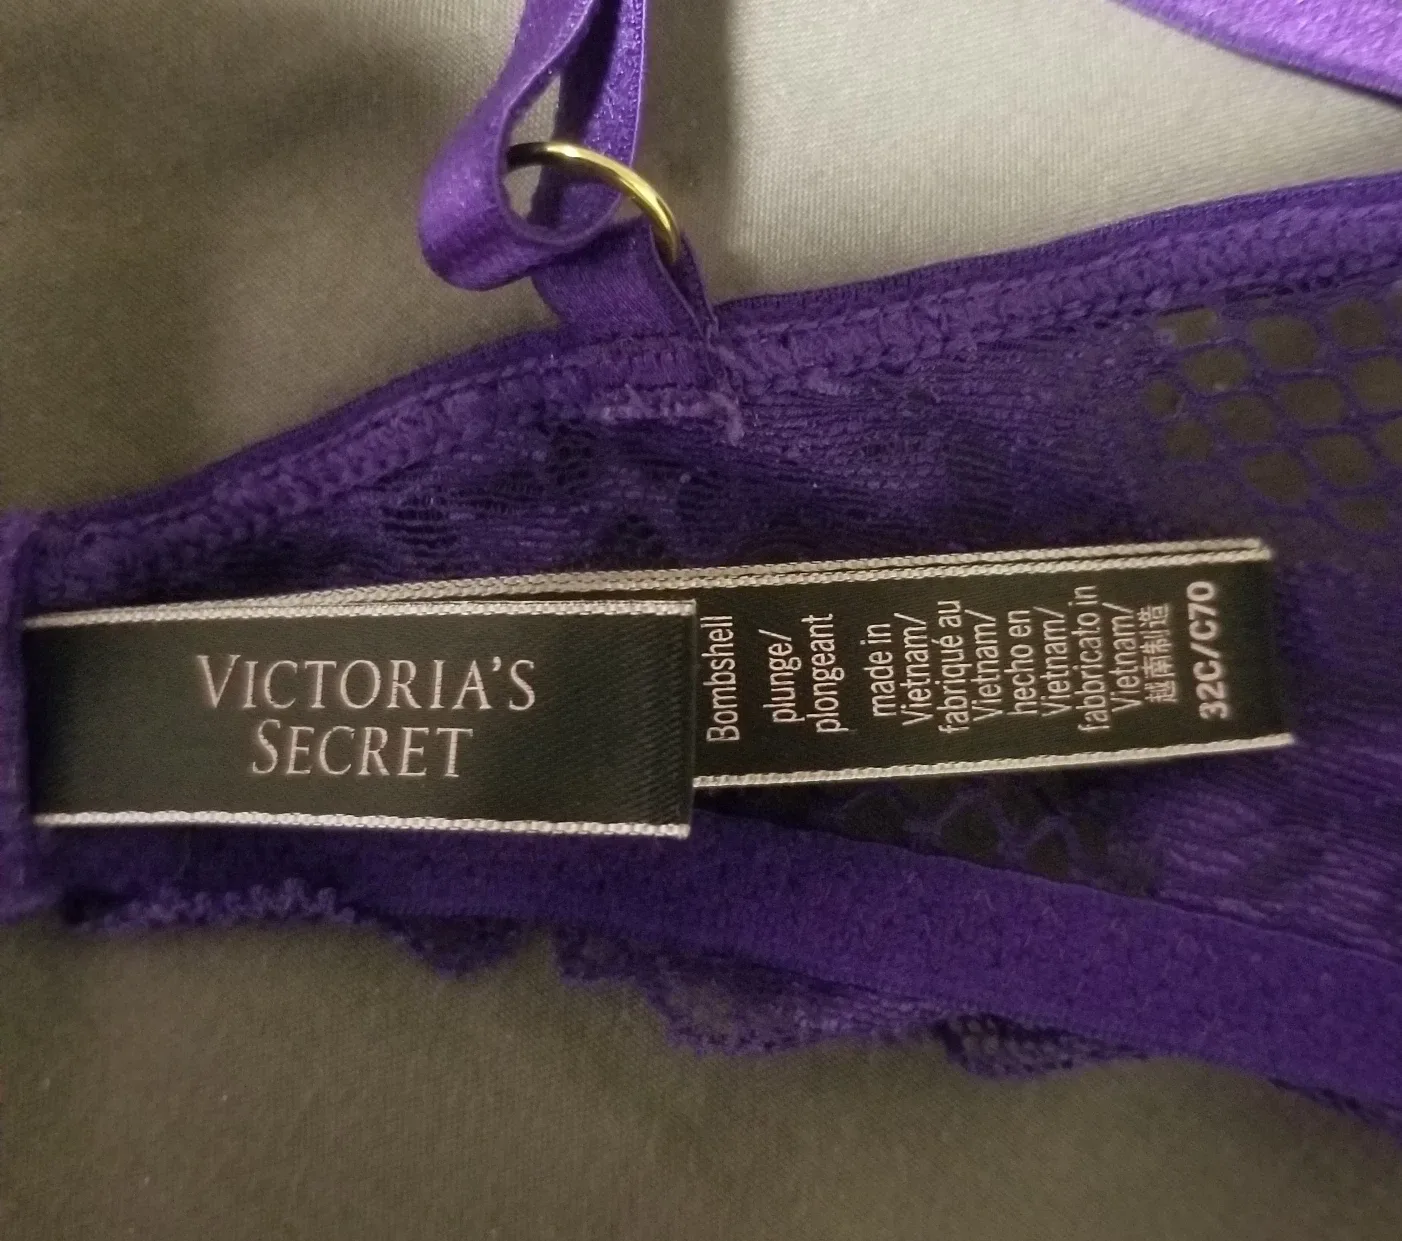 VICTORIA'S
SECRET
Bombshell
plunge/
plongeant
made in
Vietnam/
fabriqué au
Vietnam/
hecho en
Vietnam/
fabbricato in
Vietnam/
越南制造
32C/C70